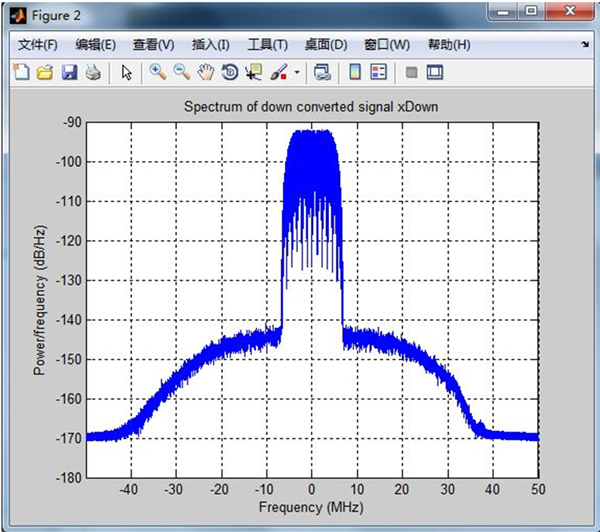 Figure 2
文件(F) 编辑(E) 查看(V) 插入(I) 工具(T) 桌面(D) 窗口(W) 帮助(H)
Spectrum of down converted signal xDown
Power/frequency (dB/Hz)
-90
-100
-110
-120
-130
-140
-150
-160
-170
-180
-40 -30 -20 -10 0 10 20 30 40 50
Frequency (MHz)